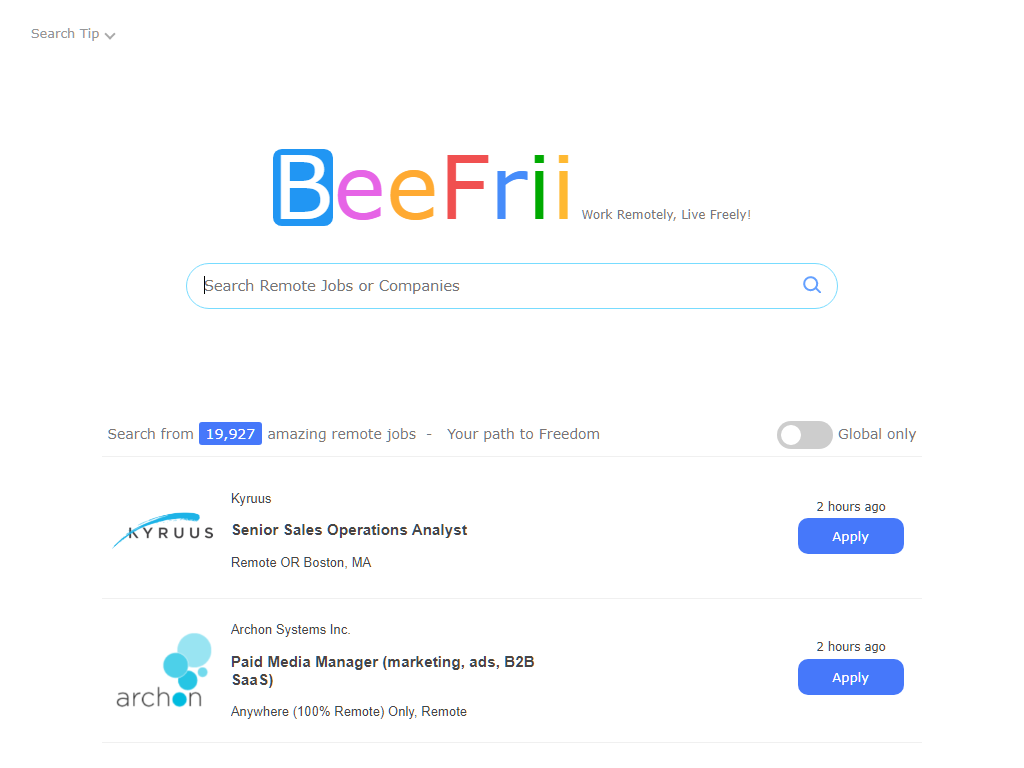 Search Tip
BeeFrii Work Remotely, Live Freely!
Search Remote Jobs or Companies
Search from 19,927 amazing remote jobs - Your path to Freedom
Global only
Kyruus
2 hours ago
KYRUUS
Senior Sales Operations Analyst
Apply
Remote OR Boston, MA
Archon Systems Inc.
2 hours ago
Paid Media Manager (marketing, ads, B2B
SaaS)
Apply
archon
Anywhere (100% Remote) Only, Remote